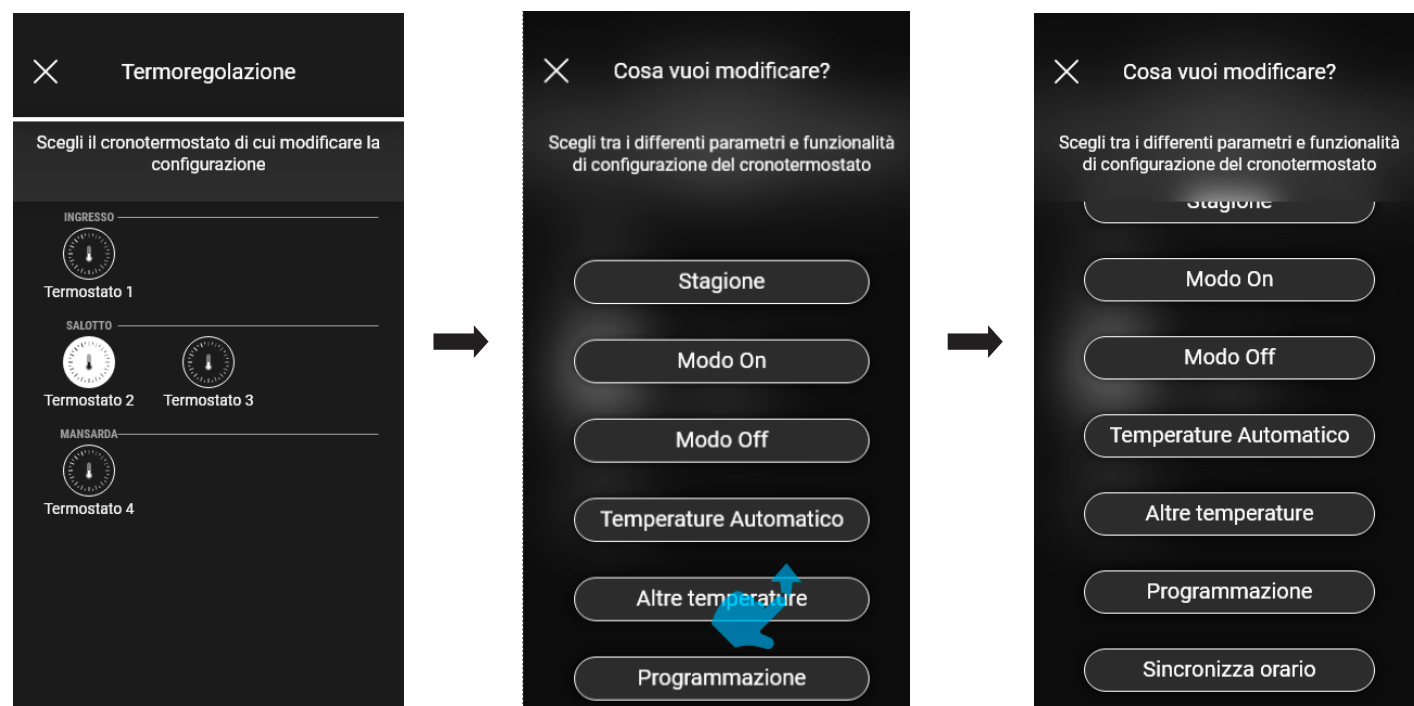 Termoregolazione
Scegli il cronotermostato di cui modificare la
configurazione
INGRESSO
Termostato 1
SALOTTO
Termostato 2 Termostato 3
MANSARDA
Termostato 4
Cosa vuoi modificare?
Scegli tra i differenti parametri e funzionalità
di configurazione del cronotermostato
Stagione
Modo On
Modo Off
Temperature Automatico
Altre temperature
Programmazione
Cosa vuoi modificare?
Scegli tra i differenti parametri e funzionalità
di configurazione del cronotermostato
Stagione
Modo On
Modo Off
Temperature Automatico
Altre temperature
Programmazione
Sincronizza orario